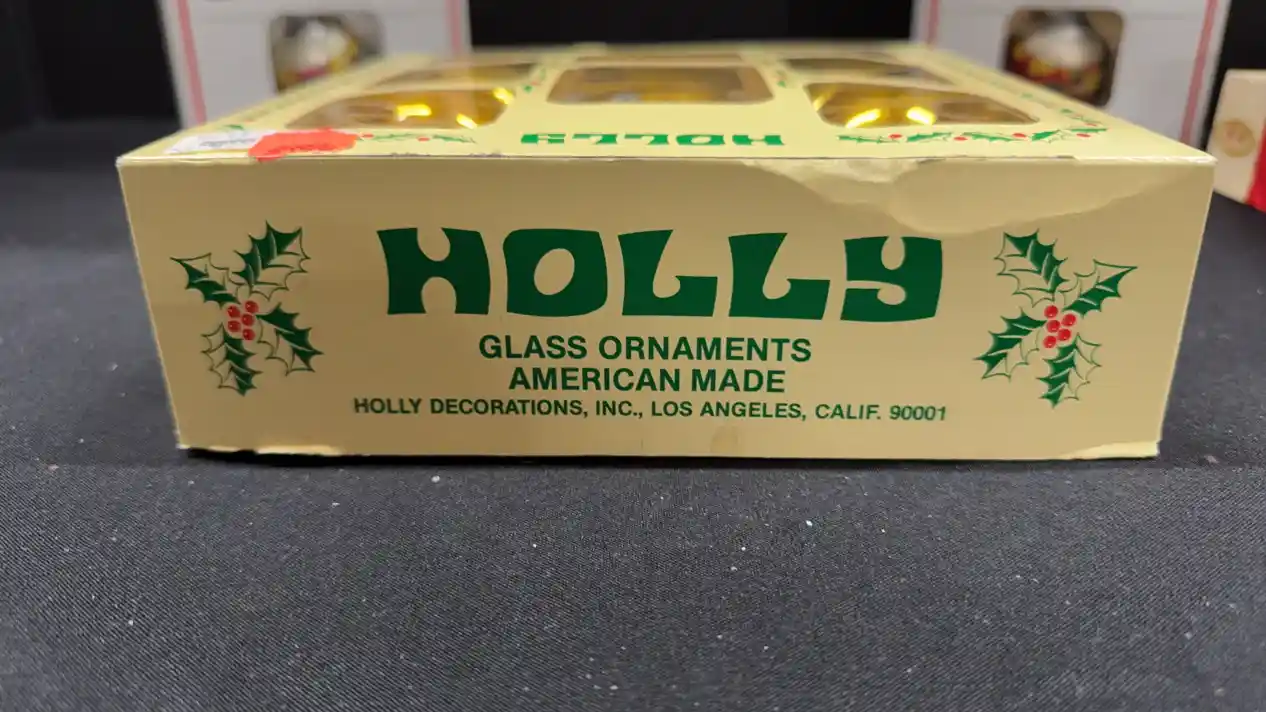 HOLLY
HOLLY
GLASS ORNAMENTS
AMERICAN MADE
HOLLY DECORATIONS, INC., LOS ANGELES, CALIF. 90001